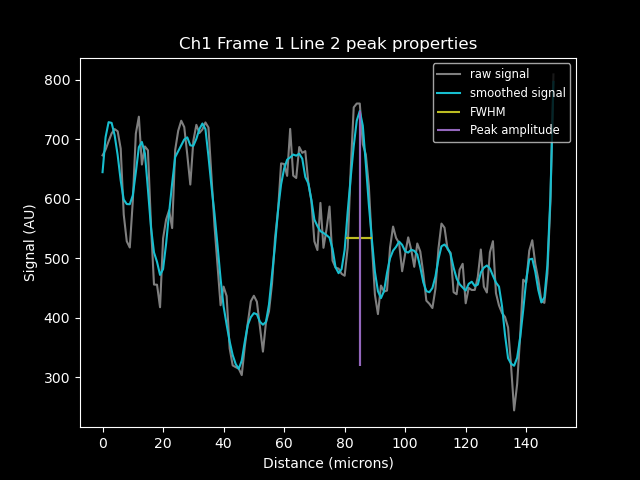 Ch1 Frame 1 Line 2 peak properties
raw signal
smoothed signal
FWHM
Peak amplitude
Signal (AU)
800
700
600
500
400
300
0 20 40 60 80 100 120 140
Distance (microns)